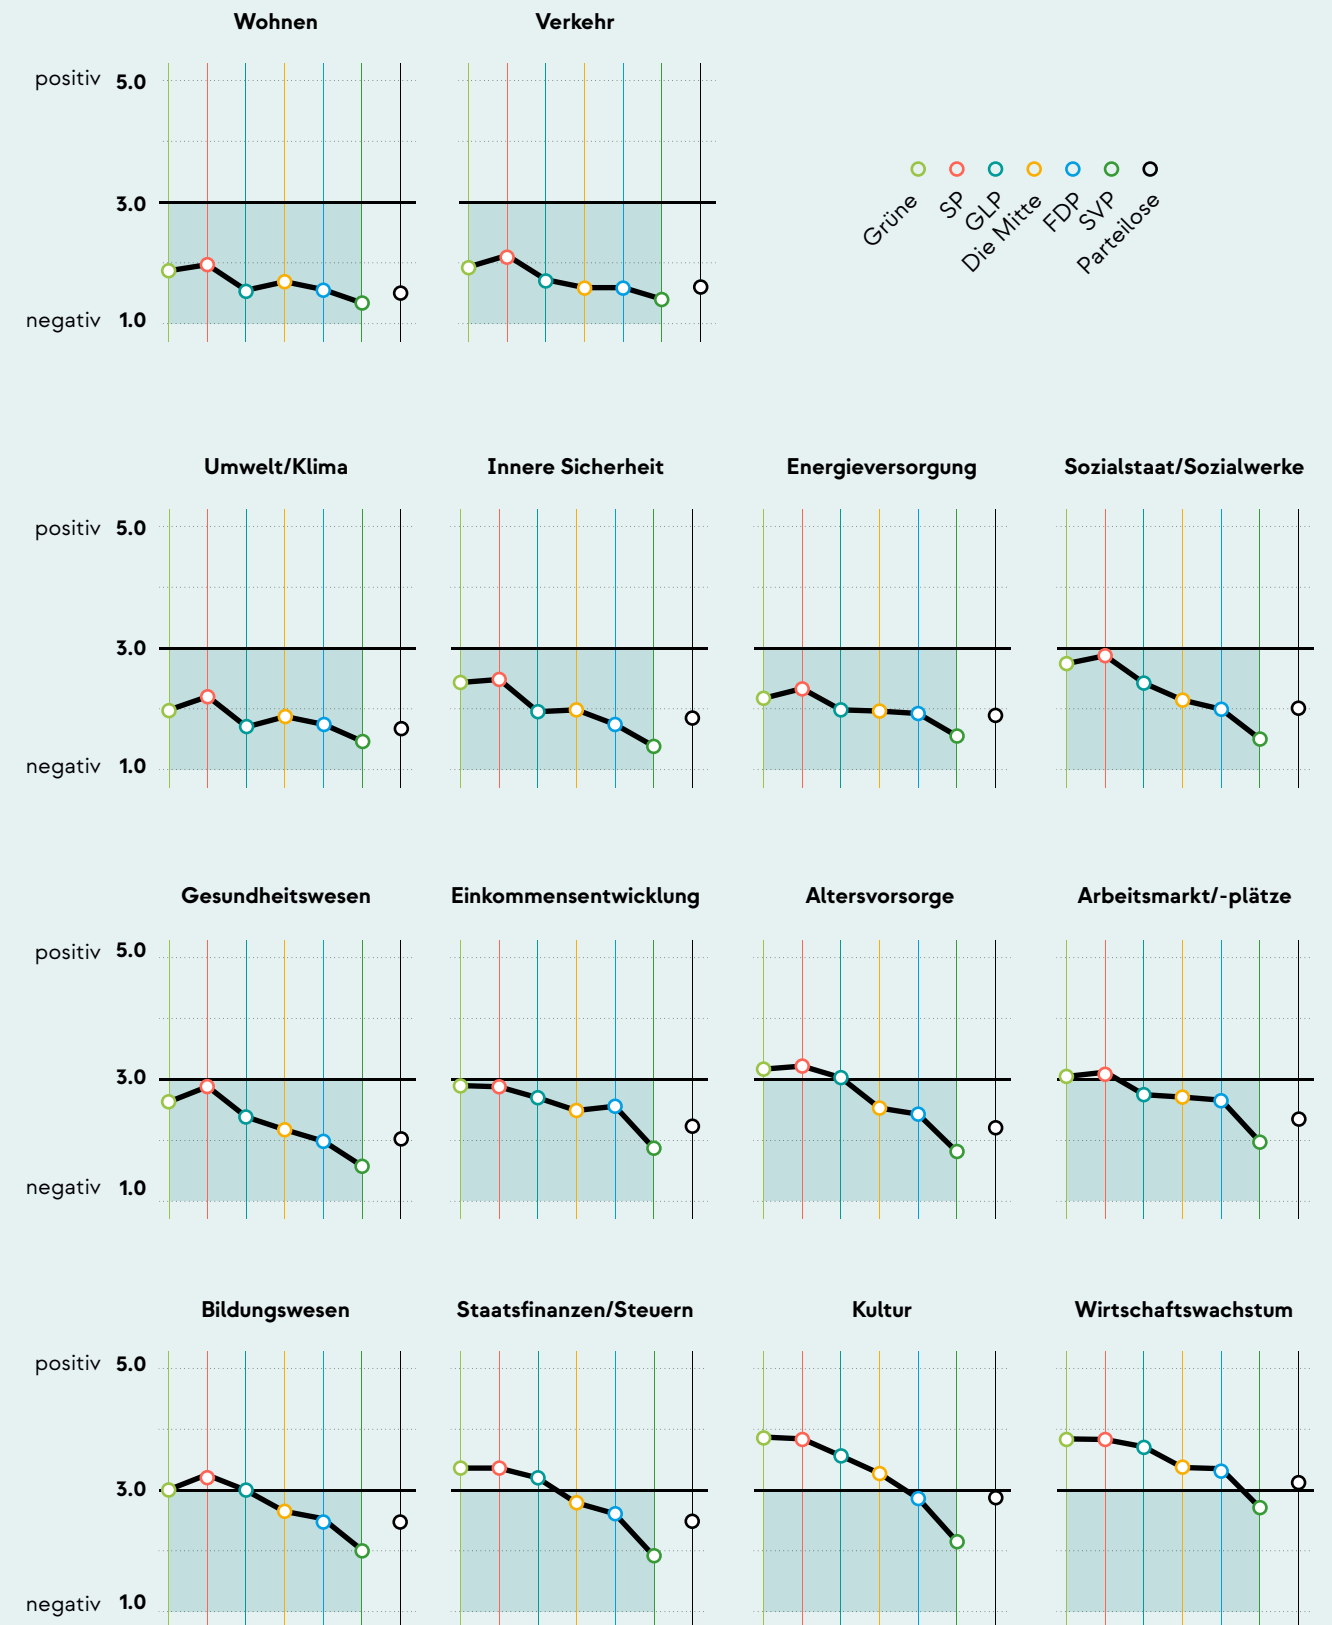 Wohnen
Verkehr
positiv 5.0
3.0
negativ 1.0
Grüne
SP
GLP
Die Mitte
FDP
SVP
Parteilose
Umwelt/Klima
Innere Sicherheit
Energieversorgung
Sozialstaat/Sozialwerke
positiv 5.0
3.0
negativ 1.0
Gesundheitswesen
Einkommensentwicklung
Altersvorsorge
Arbeitsmarkt/-plätze
positiv 5.0
3.0
negativ 1.0
Bildungswesen
Staatsfinanzen/Steuern
Kultur
Wirtschaftswachstum
positiv 5.0
3.0
negativ 1.0